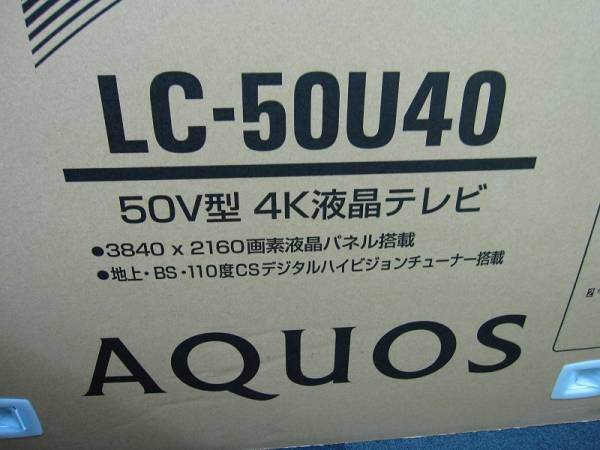 LC-50U40
50V型 4K液晶テレビ
●3840 x 2160画素液晶パネル搭載
●地上・BS・110度CSデジタルハイビジョンチューナー搭載
AQUOS